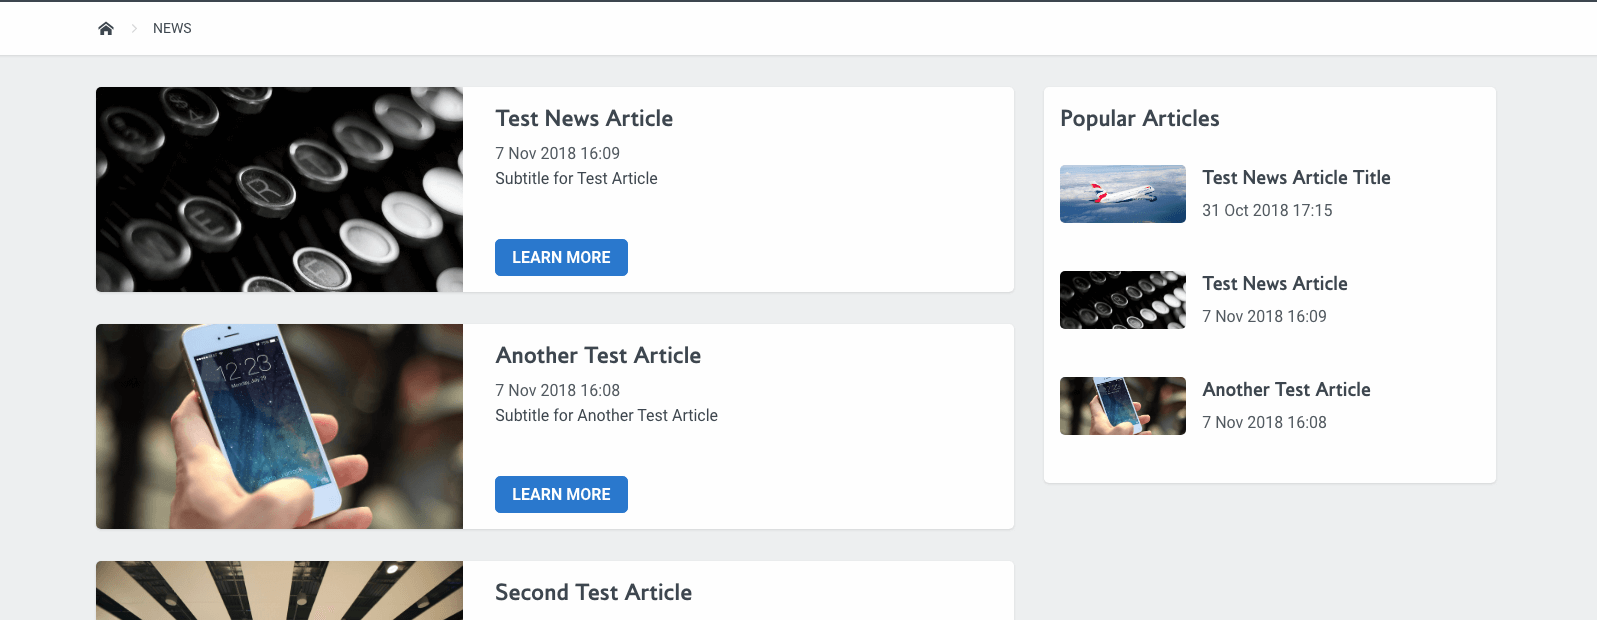 NEWS
Test News Article
7 Nov 2018 16:09
Subtitle for Test Article
LEARN MORE
Another Test Article
7 Nov 2018 16:08
Subtitle for Another Test Article
LEARN MORE
Second Test Article
Popular Articles
Test News Article Title
31 Oct 2018 17:15
Test News Article
7 Nov 2018 16:09
Another Test Article
7 Nov 2018 16:08
$
4
R
E
12:23